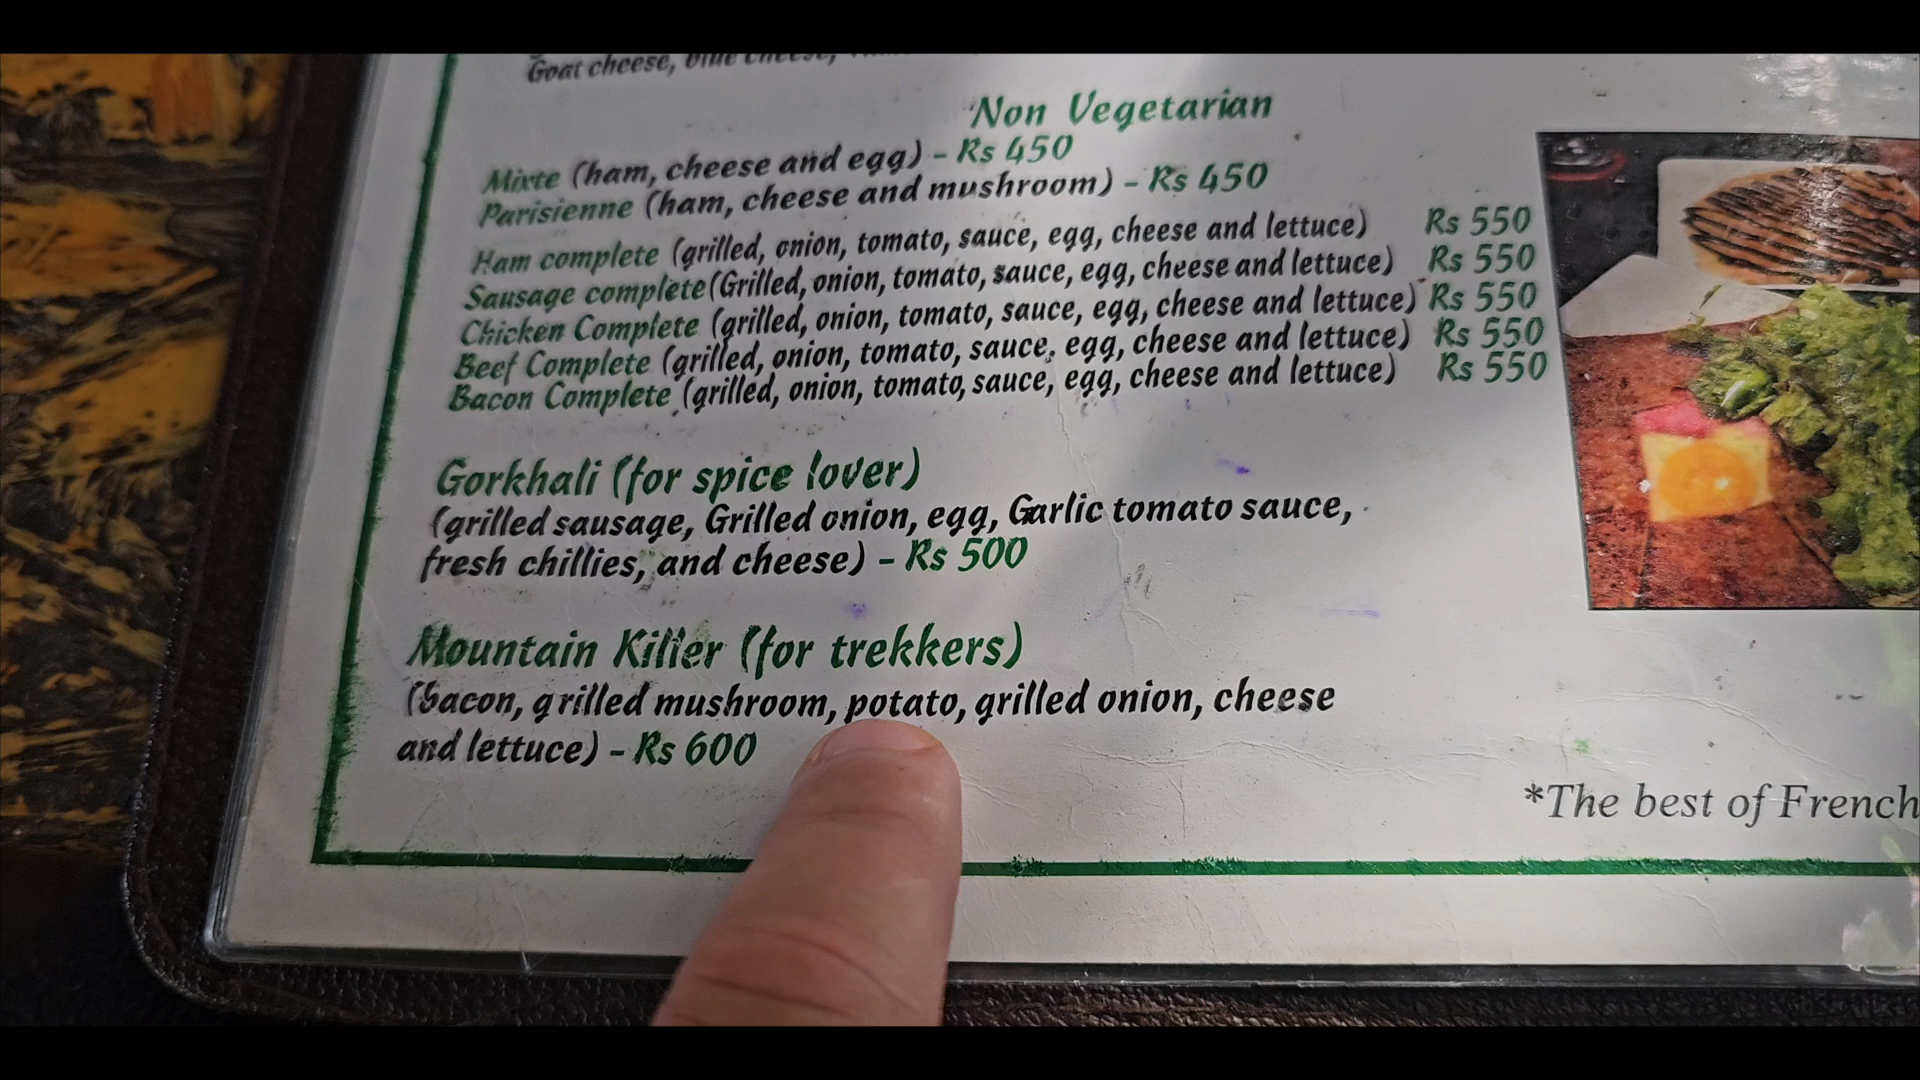 Goat cheese, blue cheese,
Non Vegetarian
Mixte (ham, cheese and egg) - Rs 450
Parisienne (ham, cheese and mushroom) - Rs 450
Ham complete (grilled, onion, tomato, sauce, egg, cheese and lettuce) Rs 550
Sausage complete(Grilled, onion, tomato, sauce, egg, cheese and lettuce) Rs 550
Chicken Complete (grilled, onion, tomato, sauce, egg, cheese and lettuce) Rs 550
Beef Complete (grilled, onion, tomato, sauce, egg, cheese and lettuce) Rs 550
Bacon Complete (grilled, onion, tomato, sauce, egg, cheese and lettuce) Rs 550
Gorkhali (for spice lover)
(grilled sausage, Grilled onion, egg, Garlic tomato sauce,
fresh chillies, and cheese) - Rs 500
Mountain Killer (for trekkers)
(bacon, grilled mushroom, potato, grilled onion, cheese
and lettuce) - Rs 600
*The best of French